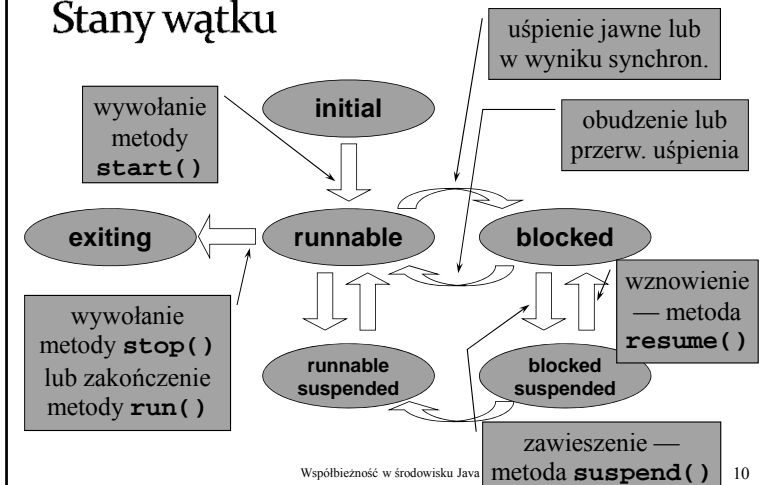 Stany wątku
uśpienie jawne lub
w wyniku synchron.
wywołanie
metody
start()
initial
obudzenie lub
przerw. uśpienia
exiting
runnable
blocked
wywołanie
metody stop()
lub zakończenie
metody run()
wznowienie
— metoda
resume()
runnable
suspended
blocked
suspended
zawieszenie —
metoda suspend()
Współbieżność w środowisku Java
10